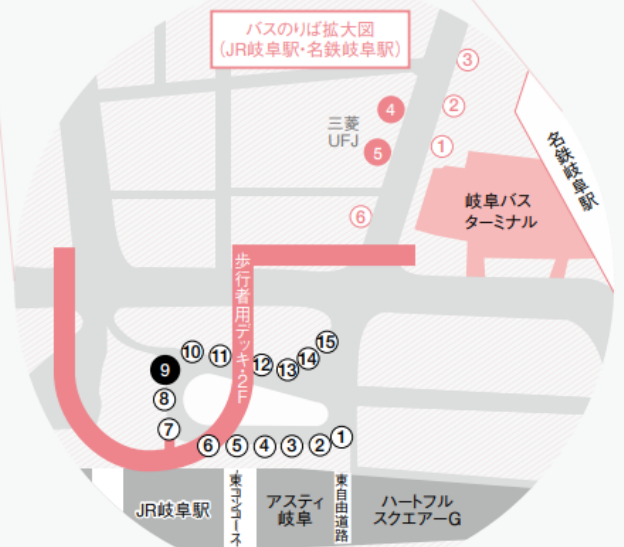 バスのりば拡大図
(JR岐阜駅・名鉄岐阜駅)
③
❹
②
三菱
UFJ
❺
①
名鉄岐阜駅
岐阜バス
ターミナル
⑥
歩行者用デッキ・2F
⑮
⑩
⑪
⑭
⑫
⑬
❾
⑧
⑦
⑥
⑤
④
③
②
①
JR岐阜駅
東コンコース
アスティ
岐阜
東自由道路
ハートフル
スクエアーG